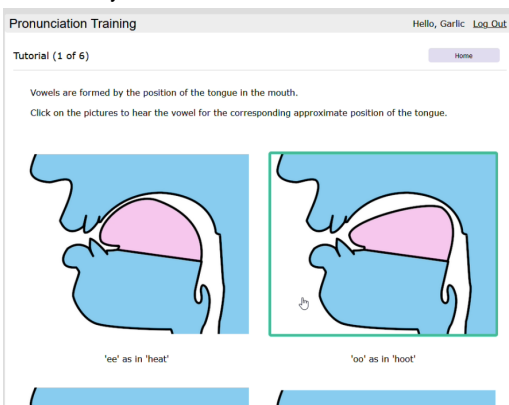 Pronunciation Training
Hello, Garlic Log Out
Tutorial (1 of 6)
Home
Vowels are formed by the position of the tongue in the mouth.
Click on the pictures to hear the vowel for the corresponding approximate position of the tongue.
'ee' as in 'heat'
'oo' as in 'hoot'